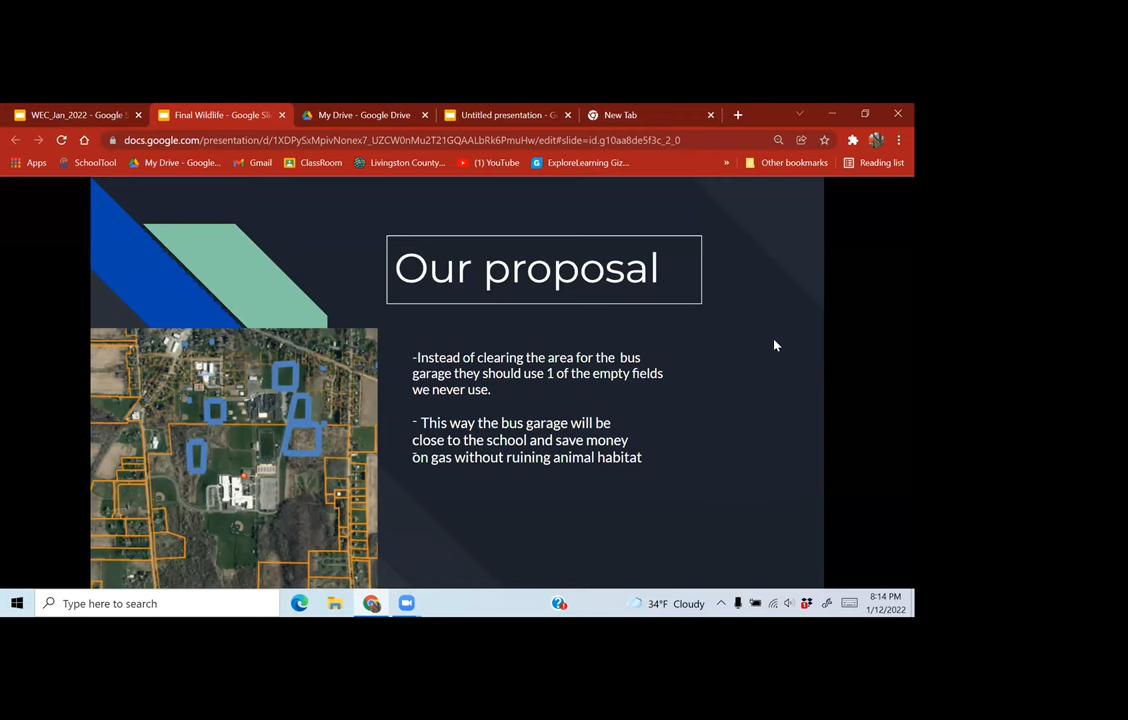 WEC_Jan_2022 - Google S
Final Wildlife - Google Slid
My Drive - Google Drive
Untitled presentation - Go
New Tab
docs.google.com/presentation/d/1XDPySxMpivNonex7_UZCW0nMu2T21GQAALbRk6PmuHw/edit#slide=id.g10aa8de5f3c_2_0
Apps
SchoolTool
My Drive - Google...
Gmail
ClassRoom
Livingston County...
(1) YouTube
ExploreLearning Giz...
»
Other bookmarks
Reading list
Our proposal
-Instead of clearing the area for the bus
garage they should use 1 of the empty fields
we never use.
- This way the bus garage will be
close to the school and save money
on gas without ruining animal habitat
Type here to search
34°F Cloudy
8:14 PM
1/12/2022